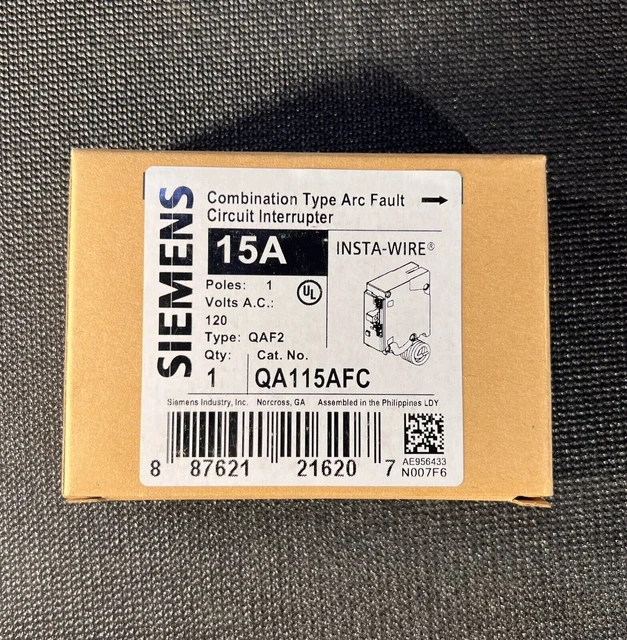 SIEMENS
Combination Type Arc Fault
Circuit Interrupter
15A
INSTA-WIRE®
Poles: 1
UL
Volts A.C.:
120
Type: QAF2
Qty: Cat. No.
1 QA115AFC
Siemens Industry, Inc. Norcross, GA Assembled in the Philippines LDY
8 87621 21620 7
AE956433
N007F6